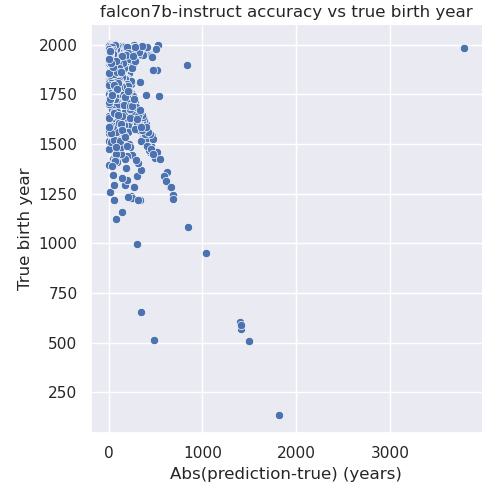 falcon7b-instruct accuracy vs true birth year
2000
1750
1500
1250
1000
750
500
250
True birth year
0 1000 2000 3000
Abs(prediction-true) (years)